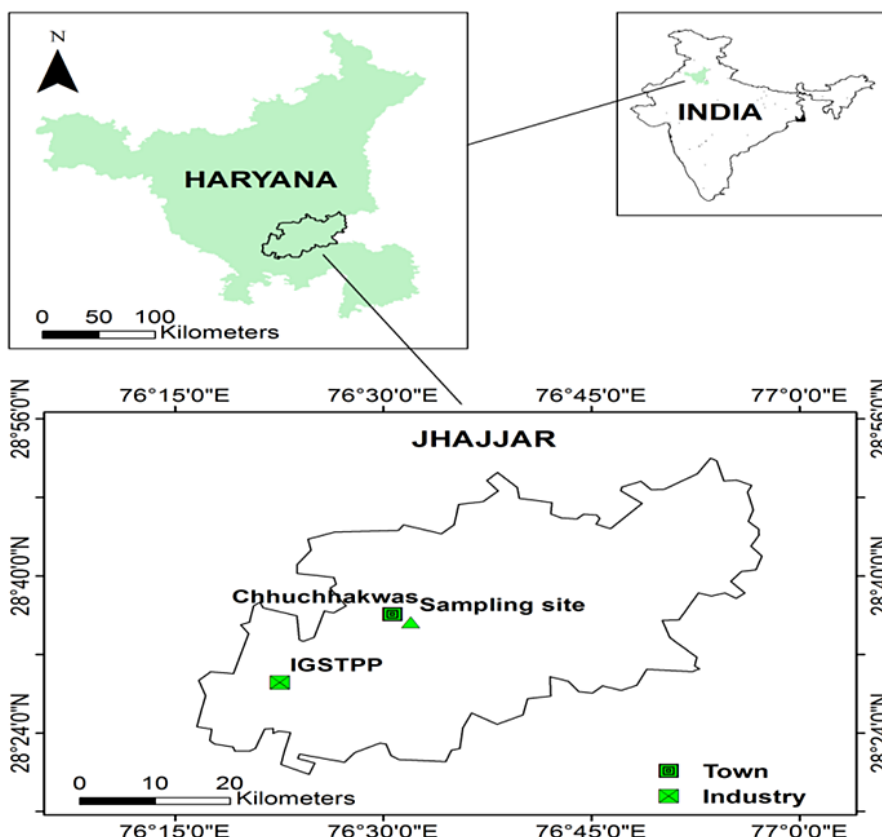 N
HARYANA
0 50 100
Kilometers
INDIA
76°15'0"E 76°30'0"E 76°45'0"E 77°0'0"E
28°56'0"N 28°56'0"N
JHAJJAR
28°40'0"N 28°40'0"N
Chhuchhakwas
Sampling site
IGSTPP
28°24'0"N 28°24'0"N
0 10 20
Kilometers
Town
Industry
76°15'0"E 76°30'0"E 76°45'0"E 77°0'0"E